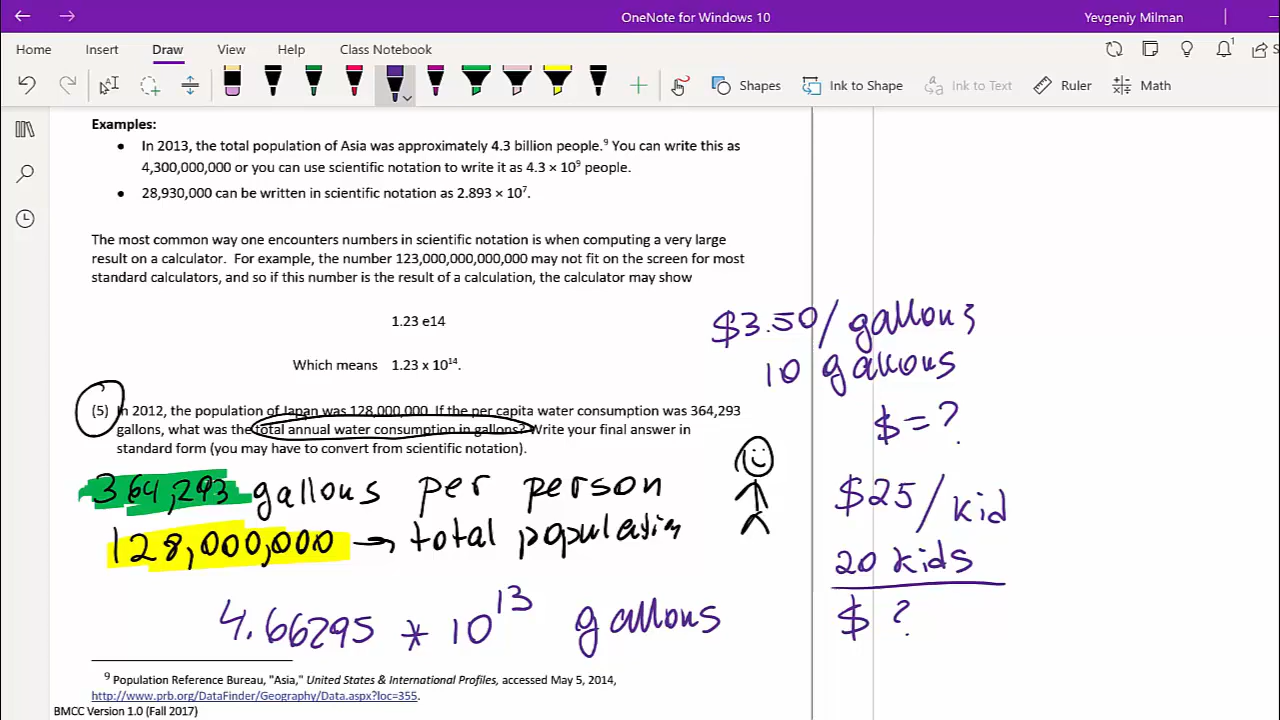 OneNote for Windows 10
Yevgeniy Milman
Home Insert Draw View Help Class Notebook
Shapes Ink to Shape Ink to Text Ruler Math
Examples:
• In 2013, the total population of Asia was approximately 4.3 billion people.⁹ You can write this as
4,300,000,000 or you can use scientific notation to write it as 4.3 × 10⁹ people.
• 28,930,000 can be written in scientific notation as 2.893 × 10⁷.
The most common way one encounters numbers in scientific notation is when computing a very large
result on a calculator. For example, the number 123,000,000,000,000 may not fit on the screen for most
standard calculators, and so if this number is the result of a calculation, the calculator may show
1.23 e14
Which means 1.23 x 10¹⁴.
(5) In 2012, the population of Japan was 128,000,000. If the per capita water consumption was 364,293
gallons, what was the total annual water consumption in gallons? Write your final answer in
standard form (you may have to convert from scientific notation).
364,293 gallons per person
128,000,000 → total population
4.66295 * 10¹³ gallons
$3.50/gallons
10 gallons
$ = ?
$25/kid
20 kids
$ ?
⁹ Population Reference Bureau, "Asia," United States & International Profiles, accessed May 5, 2014,
http://www.prb.org/DataFinder/Geography/Data.aspx?loc=355.
BMCC Version 1.0 (Fall 2017)